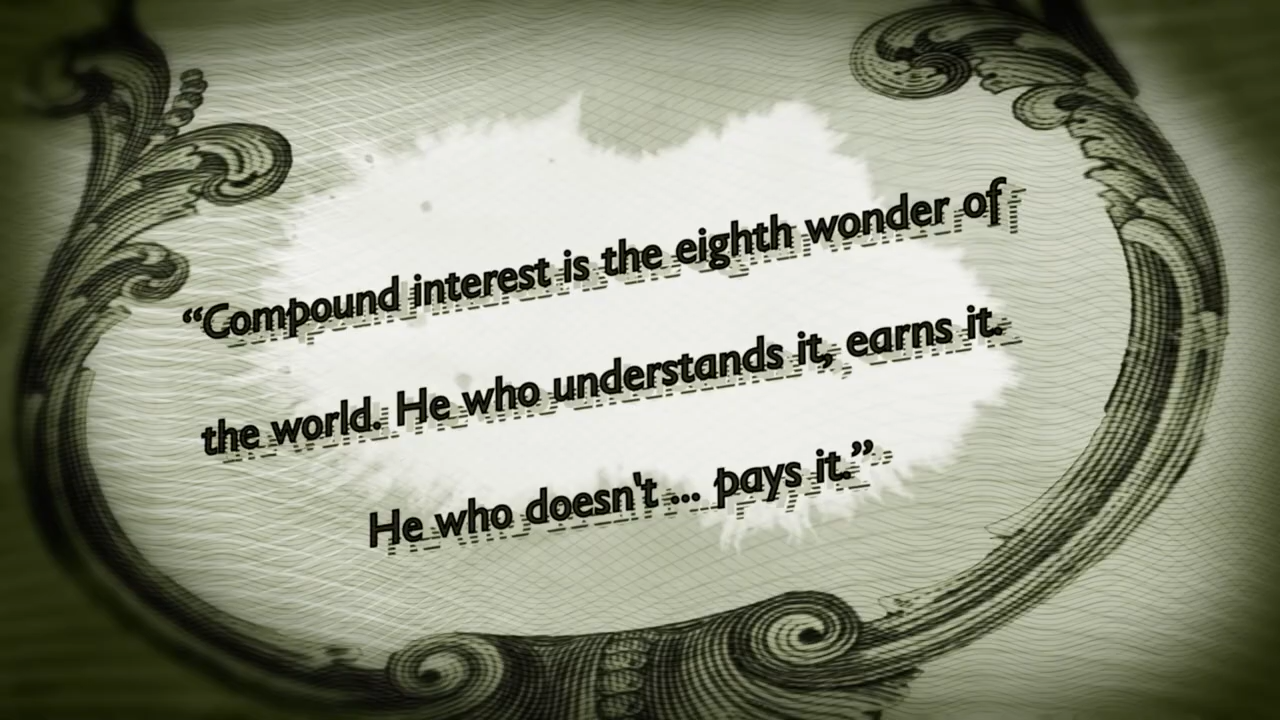 “Compound interest is the eighth wonder of
the world. He who understands it, earns it.
He who doesn't ... pays it.”